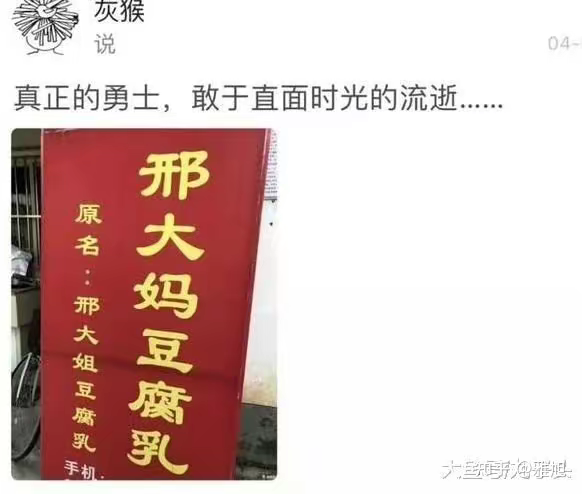 灰猴
说
04-
真正的勇士，敢于直面时光的流逝......
邢大妈豆腐乳
原名：邢大姐豆腐乳
手机：